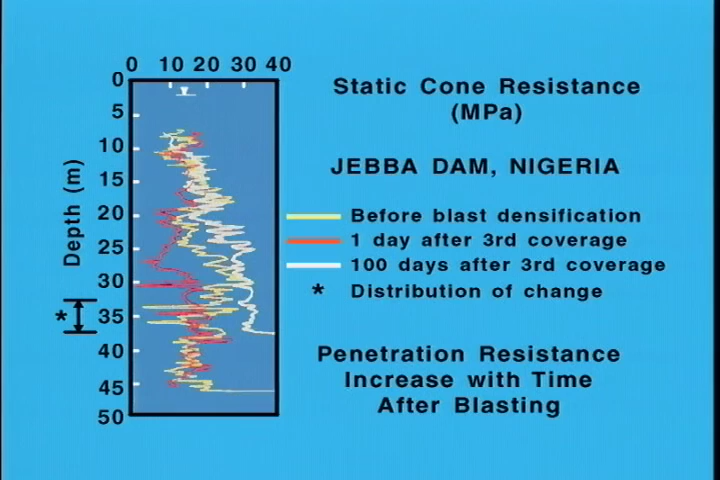 0 10 20 30 40
0
5
10
15
20
25
30
35
40
45
50
Depth (m)
*
Static Cone Resistance
(MPa)
JEBBA DAM, NIGERIA
Before blast densification
1 day after 3rd coverage
100 days after 3rd coverage
* Distribution of change
Penetration Resistance
Increase with Time
After Blasting